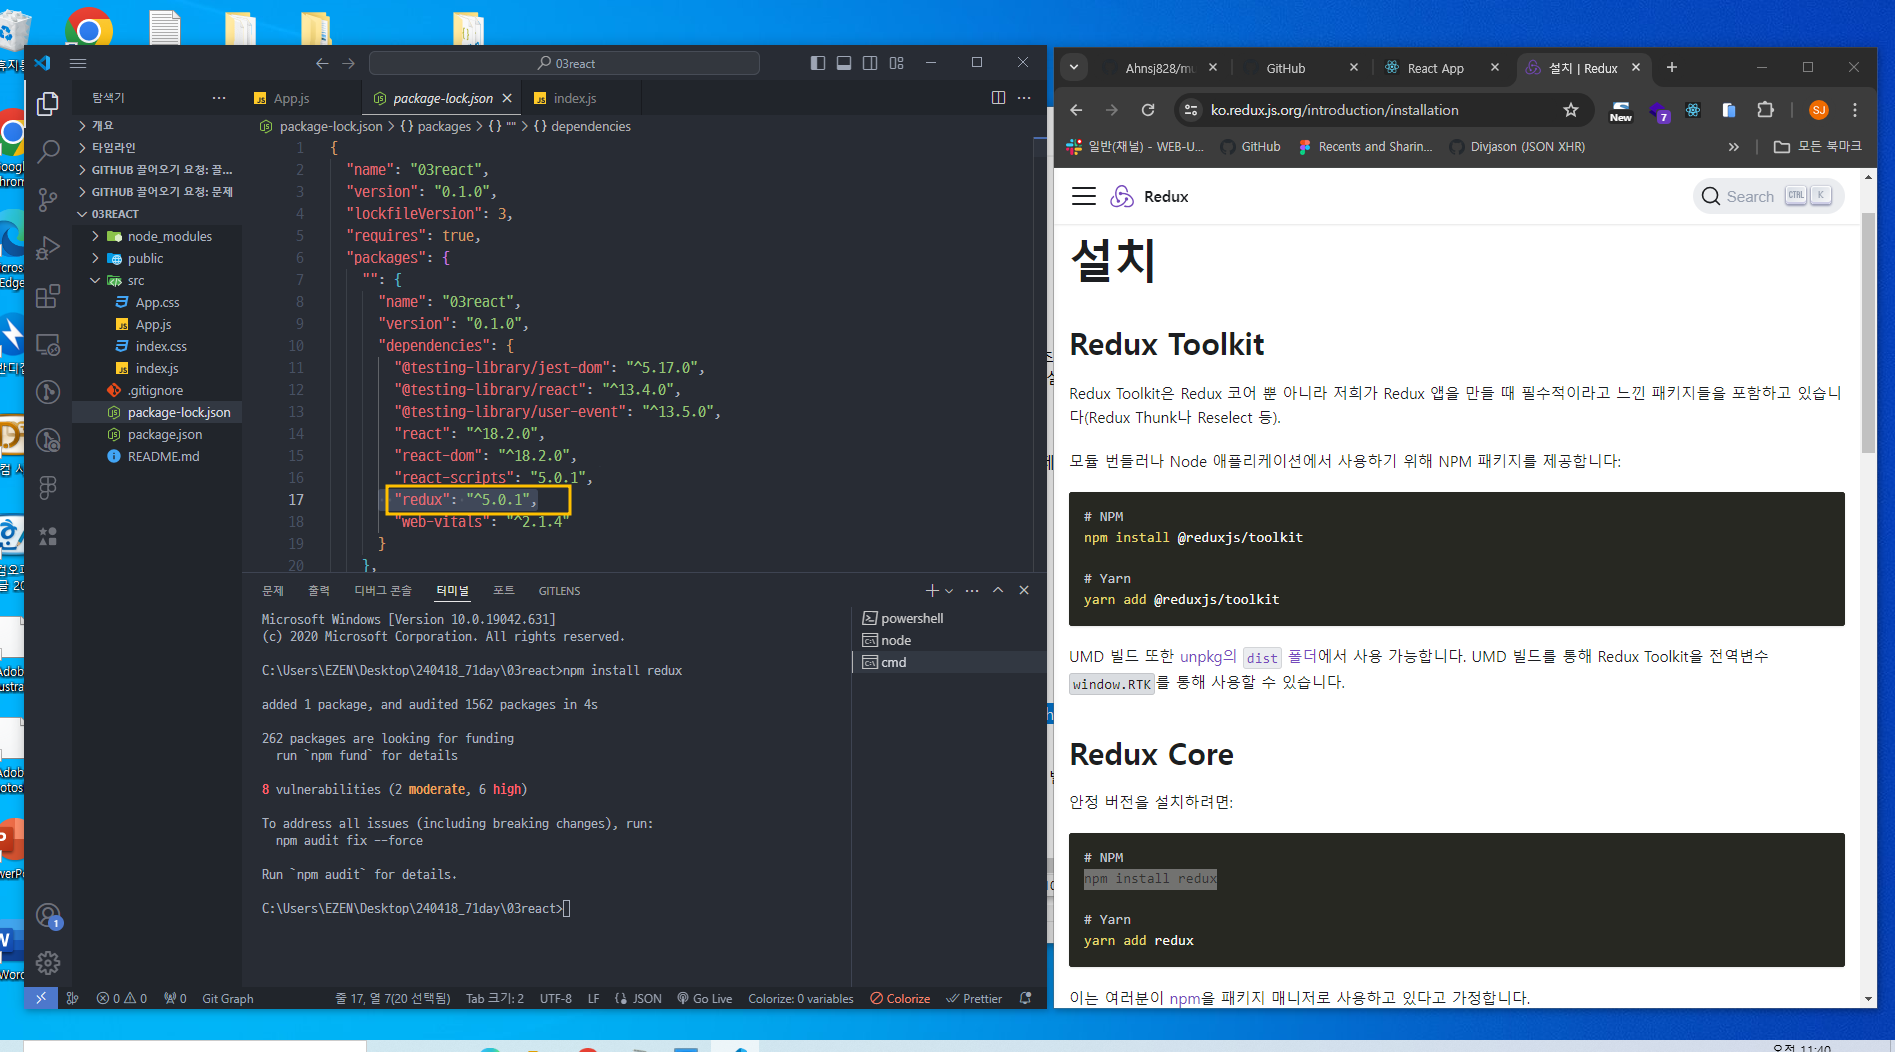 03react
탐색기
App.js
package-lock.json
index.js
package-lock.json > {} packages > {} "" > {} dependencies
개요
타임라인
GITHUB 끌어오기 요청: 끌...
GITHUB 끌어오기 요청: 문제
03REACT
node_modules
public
src
App.css
App.js
index.css
index.js
.gitignore
package-lock.json
package.json
README.md
1 {
2 "name": "03react",
3 "version": "0.1.0",
4 "lockfileVersion": 3,
5 "requires": true,
6 "packages": {
7 "": {
8 "name": "03react",
9 "version": "0.1.0",
10 "dependencies": {
11 "@testing-library/jest-dom": "^5.17.0",
12 "@testing-library/react": "^13.4.0",
13 "@testing-library/user-event": "^13.5.0",
14 "react": "^18.2.0",
15 "react-dom": "^18.2.0",
16 "react-scripts": "5.0.1",
17 "redux": "^5.0.1",
18 "web-vitals": "^2.1.4"
19 }
20 },
문제 출력 디버그 콘솔 터미널 포트 GITLENS
Microsoft Windows [Version 10.0.19042.631]
(c) 2020 Microsoft Corporation. All rights reserved.
C:\Users\EZEN\Desktop\240418_71day\03react>npm install redux
added 1 package, and audited 1562 packages in 4s
262 packages are looking for funding
run `npm fund` for details
8 vulnerabilities (2 moderate, 6 high)
To address all issues (including breaking changes), run:
npm audit fix --force
Run `npm audit` for details.
C:\Users\EZEN\Desktop\240418_71day\03react>
powershell
node
cmd
1
0 0 0 Git Graph 줄 17, 열 7(20 선택됨) Tab 크기: 2 UTF-8 LF {} JSON Go Live Colorize: 0 variables Colorize Prettier
Ahnsj828/mu
GitHub
React App
설치 | Redux
ko.redux.js.org/introduction/installation
New
7
SJ
일반(채널) - WEB-U...
GitHub
Recents and Sharin...
Divjason (JSON XHR)
모든 북마크
Redux
Search CTRL K
설치
Redux Toolkit
Redux Toolkit은 Redux 코어 뿐 아니라 저희가 Redux 앱을 만들 때 필수적이라고 느낀 패키지들을 포함하고 있습니
다(Redux Thunk나 Reselect 등).
모듈 번들러나 Node 애플리케이션에서 사용하기 위해 NPM 패키지를 제공합니다:
# NPM
npm install @reduxjs/toolkit
# Yarn
yarn add @reduxjs/toolkit
UMD 빌드 또한 unpkg의 dist 폴더에서 사용 가능합니다. UMD 빌드를 통해 Redux Toolkit을 전역변수
window.RTK를 통해 사용할 수 있습니다.
Redux Core
안정 버전을 설치하려면:
# NPM
npm install redux
# Yarn
yarn add redux
이는 여러분이 npm을 패키지 매니저로 사용하고 있다고 가정합니다.
오전 11:40